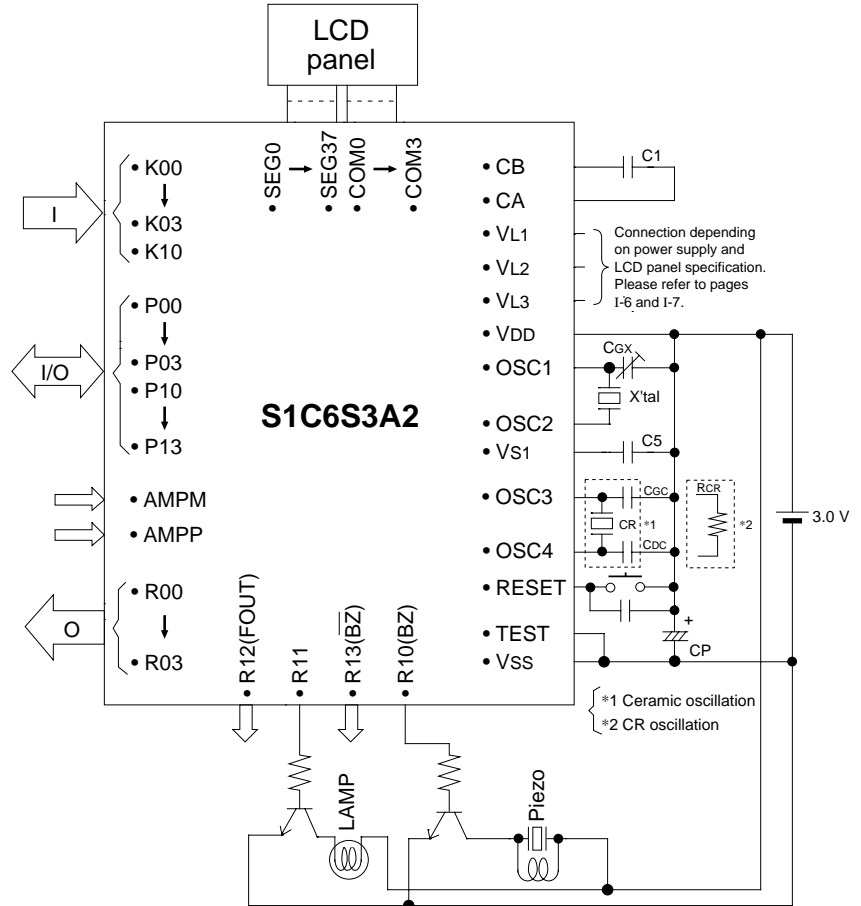 LCD
panel
SEG0
SEG37
COM0
COM3
K00
K03
K10
I
P00
P03
P10
P13
I/O
AMPM
AMPP
R00
R03
O
S1C6S3A2
CB
CA
VL1
VL2
VL3
VDD
OSC1
OSC2
VS1
OSC3
OSC4
RESET
TEST
VSS
C1
Connection depending
on power supply and
LCD panel specification.
Please refer to pages
I-6 and I-7.
CGX
X'tal
C5
CGC
CR *1
CDC
RCR
*2
3.0 V
+
CP
*1 Ceramic oscillation
*2 CR oscillation
R12(FOUT)
R11
R13(B̅Z̅)
R10(BZ)
LAMP
Piezo